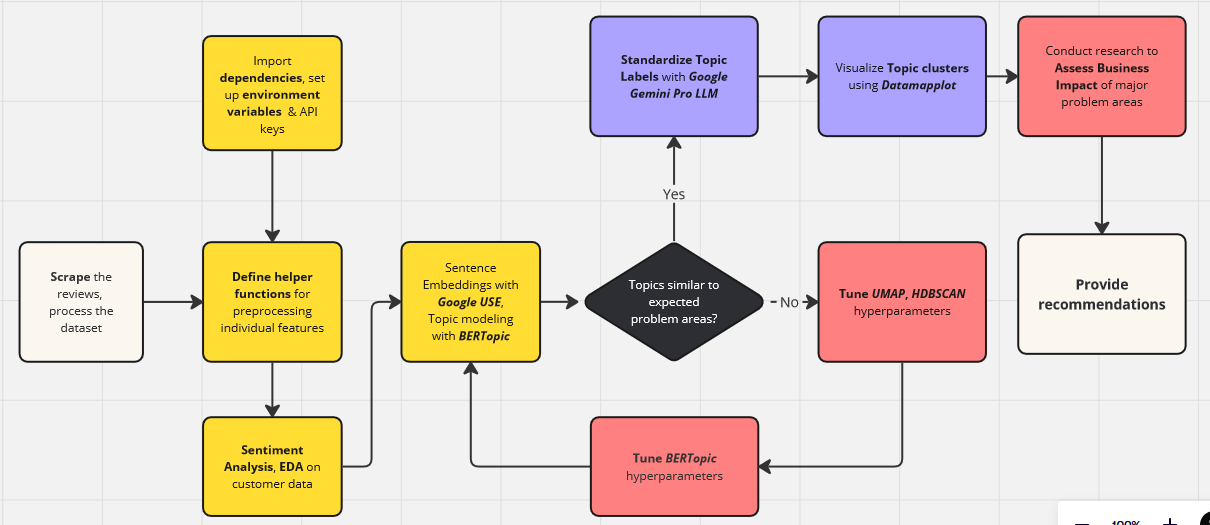 Import
dependencies, set
up environment
variables & API
keys
Standardize Topic
Labels with Google
Gemini Pro LLM
Visualize Topic clusters
using Datamapplot
Conduct research to
Assess Business
Impact of major
problem areas
Yes
Scrape the
reviews,
process the
dataset
Define helper
functions for
preprocessing
individual features
Sentence
Embeddings with
Google USE,
Topic modeling
with BERTopic
Topics similar to
expected
problem areas?
No
Tune UMAP, HDBSCAN
hyperparameters
Provide
recommendations
Sentiment
Analysis, EDA on
customer data
Tune BERTopic
hyperparameters
100%